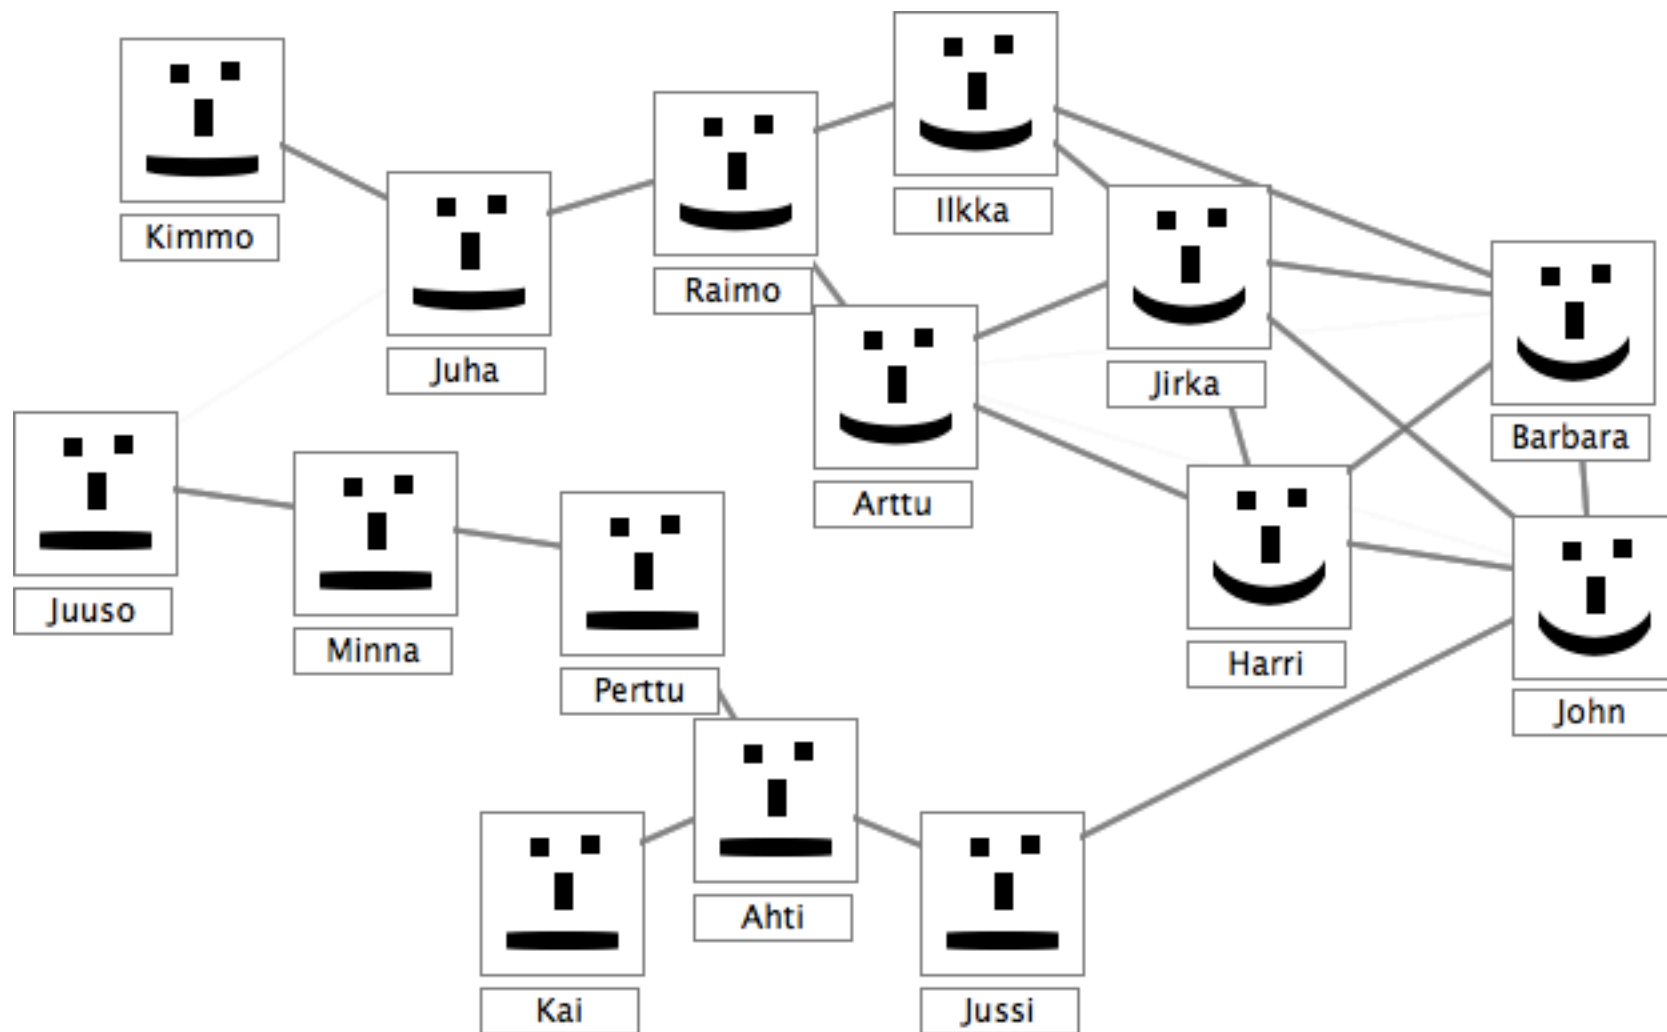 Ilkka
Kimmo
Raimo
Juha
Jirka
Barbara
Arttu
Juuso
Minna
Harri
Perttu
John
Ahti
Kai
Jussi